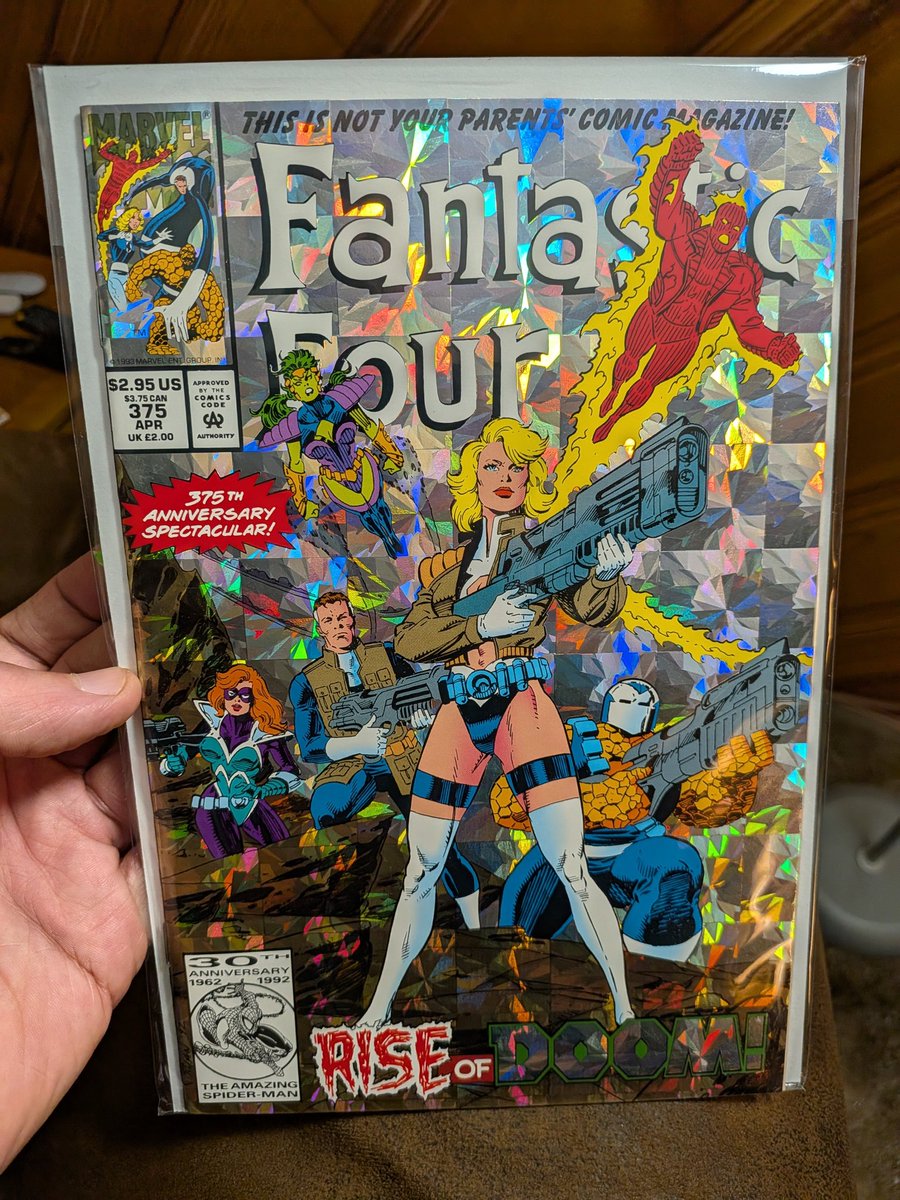 THIS IS NOT YOUR PARENTS' COMIC MAGAZINE!
MARVEL®
Fantastic
Four
TM
© 1993 MARVEL ENT. GROUP, INC.
$2.95 US
$3.75 CAN
375
APR
UK £2.00
APPROVED
BY THE
COMICS
CODE
CA
AUTHORITY
375TH
ANNIVERSARY
SPECTACULAR!
30TH
ANNIVERSARY
1962 1992
THE AMAZING
SPIDER-MAN
RISE OF DOOM!